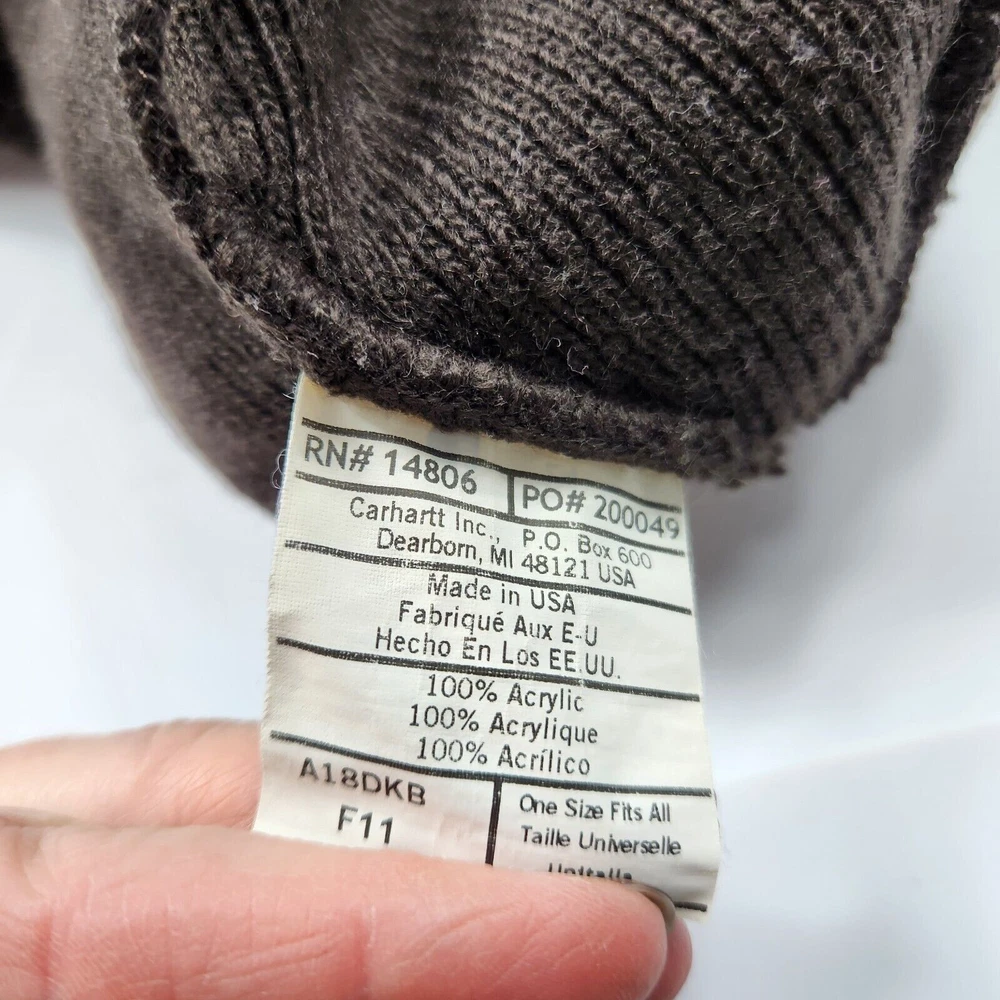 RN# 14806
PO# 200049
Carhartt Inc., P.O. Box 600
Dearborn, MI 48121 USA
Made in USA
Fabriqué Aux E-U
Hecho En Los EE.UU.
100% Acrylic
100% Acrylique
100% Acrílico
A18DKB
F11
One Size Fits All
Taille Universelle